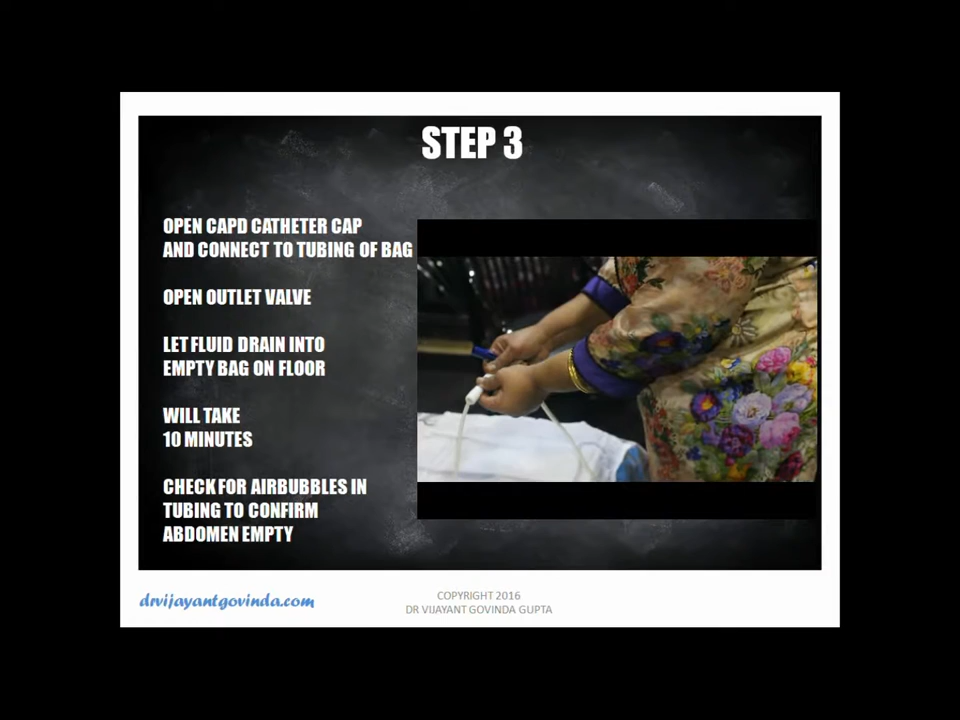 STEP 3
OPEN CAPD CATHETER CAP
AND CONNECT TO TUBING OF BAG
OPEN OUTLET VALVE
LET FLUID DRAIN INTO
EMPTY BAG ON FLOOR
WILL TAKE
10 MINUTES
CHECK FOR AIRBUBBLES IN
TUBING TO CONFIRM
ABDOMEN EMPTY
drvijayantgovinda.com
COPYRIGHT 2016
DR VIJAYANT GOVINDA GUPTA